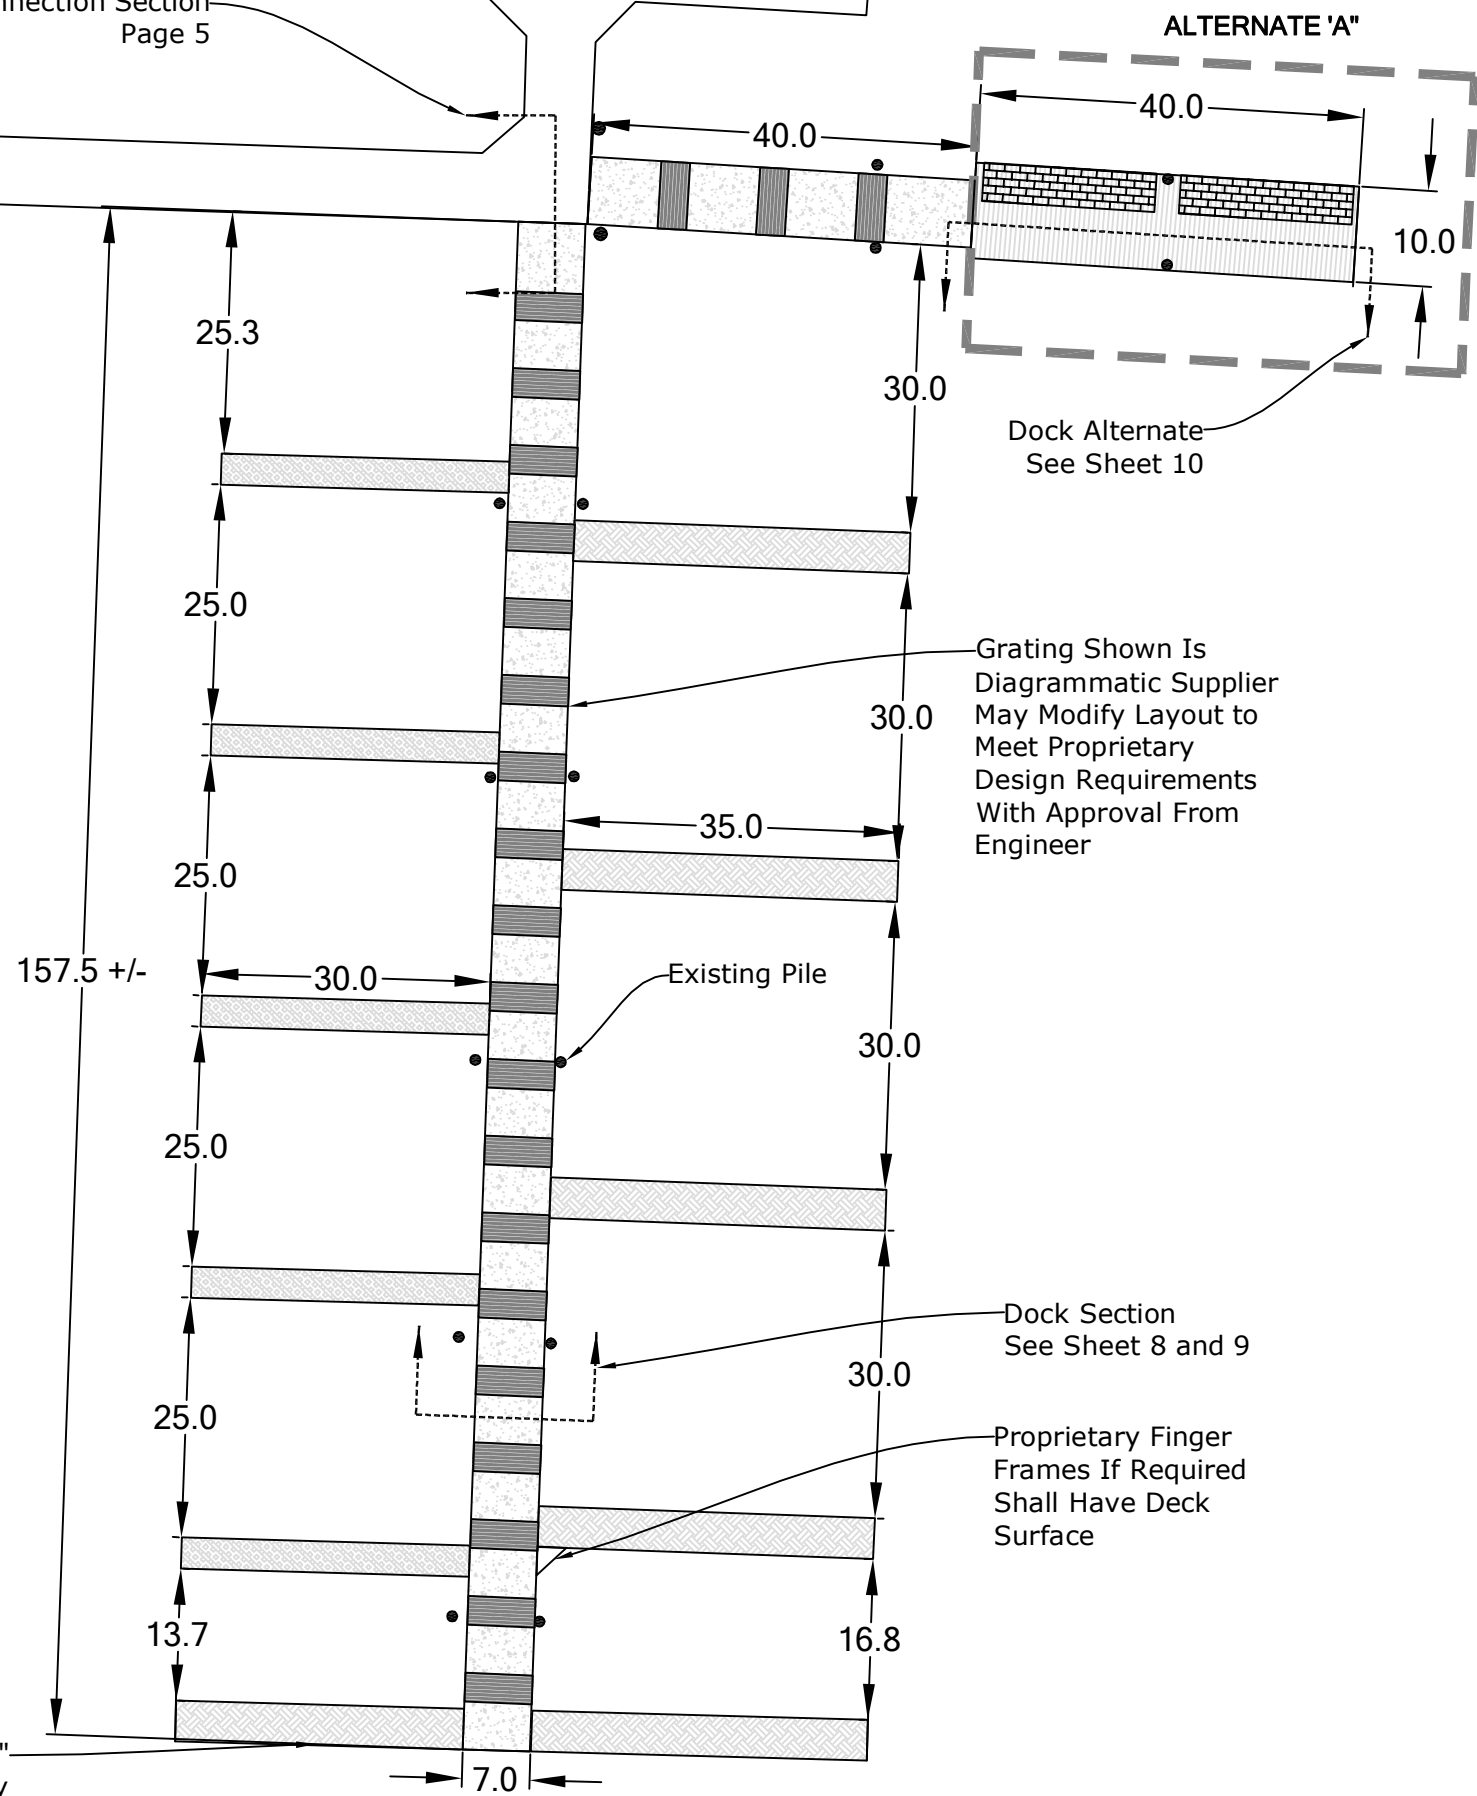 Page 5
ALTERNATE 'A"
40.0
40.0
10.0
25.3
30.0
Dock Alternate
See Sheet 10
25.0
Grating Shown Is
Diagrammatic Supplier
May Modify Layout to
Meet Proprietary
Design Requirements
With Approval From
Engineer
30.0
35.0
25.0
157.5 +/-
30.0
Existing Pile
30.0
25.0
Dock Section
See Sheet 8 and 9
30.0
25.0
Proprietary Finger
Frames If Required
Shall Have Deck
Surface
13.7
16.8
"
7.0